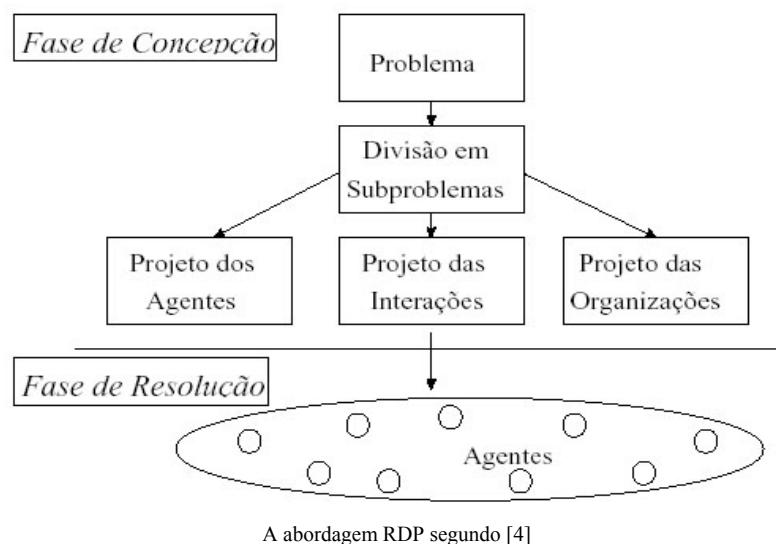 Fase de Concepção
Problema
Divisão em
Subproblemas
Projeto dos
Agentes
Projeto das
Interações
Projeto das
Organizações
Fase de Resolução
Agentes
A abordagem RDP segundo [4]